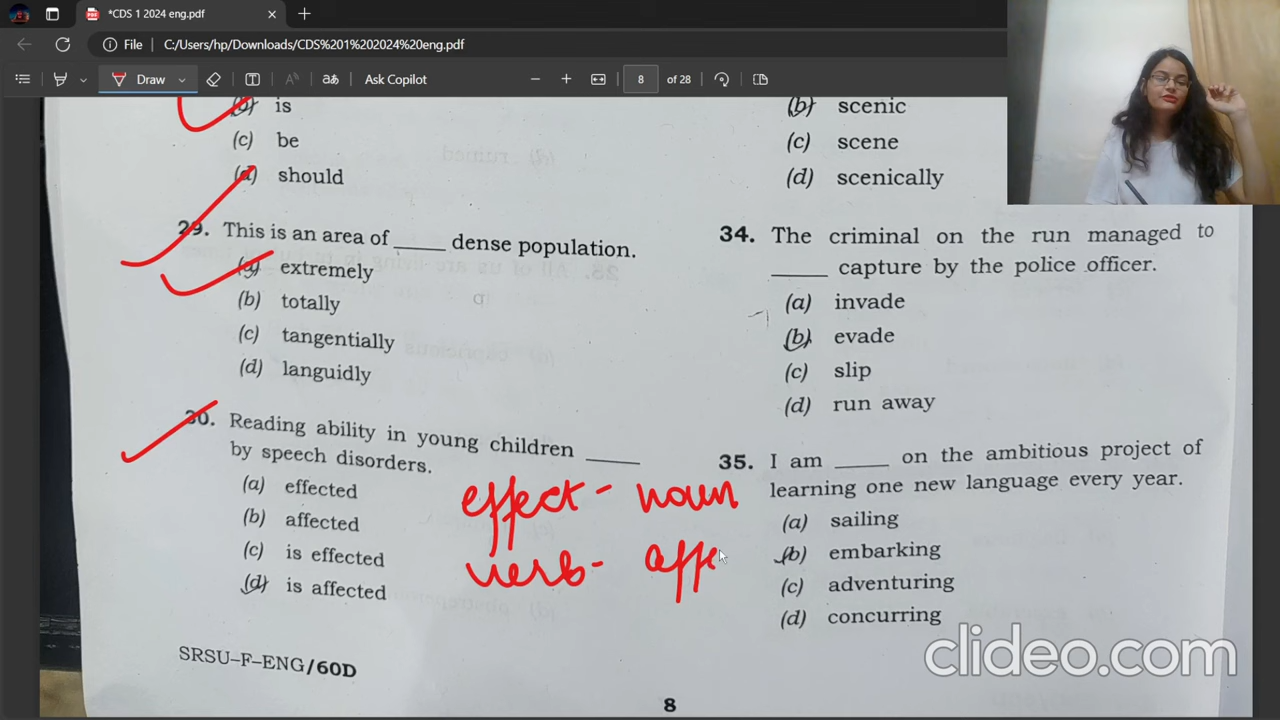 *CDS 1 2024 eng.pdf
File C:/Users/hp/Downloads/CDS%201%202024%20eng.pdf
Draw Ask Copilot 8 of 28
is
(c) be
(d) should
29. This is an area of ____ dense population.
(a) extremely
(b) totally
(c) tangentially
(d) languidly
30. Reading ability in young children ____
by speech disorders.
(a) effected
(b) affected
(c) is effected
(d) is affected
effect - noun
verb - affe
SRSU–F–ENG/60D
(b) scenic
(c) scene
(d) scenically
34. The criminal on the run managed to
____ capture by the police officer.
(a) invade
(b) evade
(c) slip
(d) run away
35. I am ____ on the ambitious project of
learning one new language every year.
(a) sailing
(b) embarking
(c) adventuring
(d) concurring
8
clideo.com